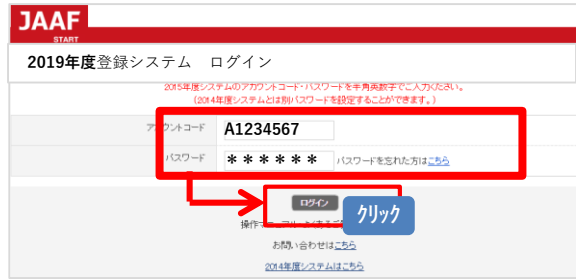 JAAF
START
2019年度登録システム　ログイン
2015年度システムのアカウントコード・パスワードを半角英数字でご入力ください。
(2014年度システムとは別パスワードを設定することができます。)
アカウントコード A1234567
パスワード ＊＊＊＊＊＊ パスワードを忘れた方はこちら
ログイン
クリック
操作マニュアル
お問い合わせはこちら
2014年度システムはこちら